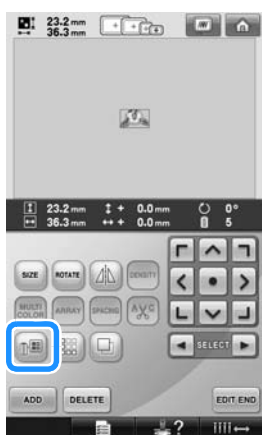 23.2 mm
36.3 mm
23.2 mm + 0.0 mm 0°
36.3 mm + 0.0 mm 5
SIZE ROTATE DENSITY
MULTI COLOR ARRAY SPACING
SELECT
ADD DELETE EDIT END
?